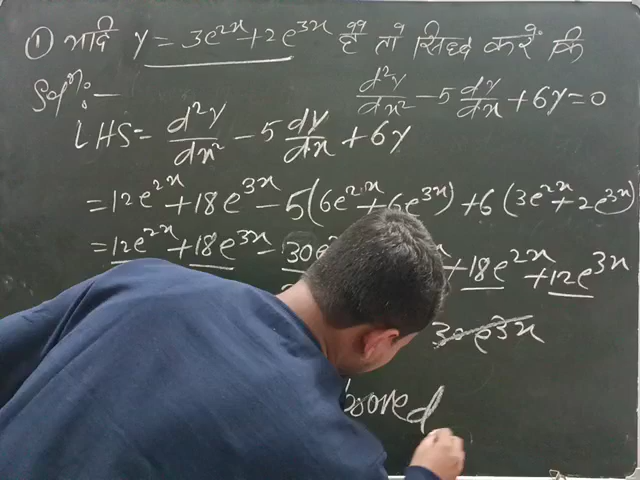 ① यदि y = 3e^2x + 2e^3x है तो सिध्द करें कि
d²y/dx² - 5 dy/dx + 6y = 0
Sol^n:-
LHS = d²y/dx² - 5 dy/dx + 6y
= 12e^2x + 18e^3x - 5(6e^2x + 6e^3x) + 6(3e^2x + 2e^3x)
= 12e^2x + 18e^3x - 30e + 18e^2x + 12e^3x
30e^3x